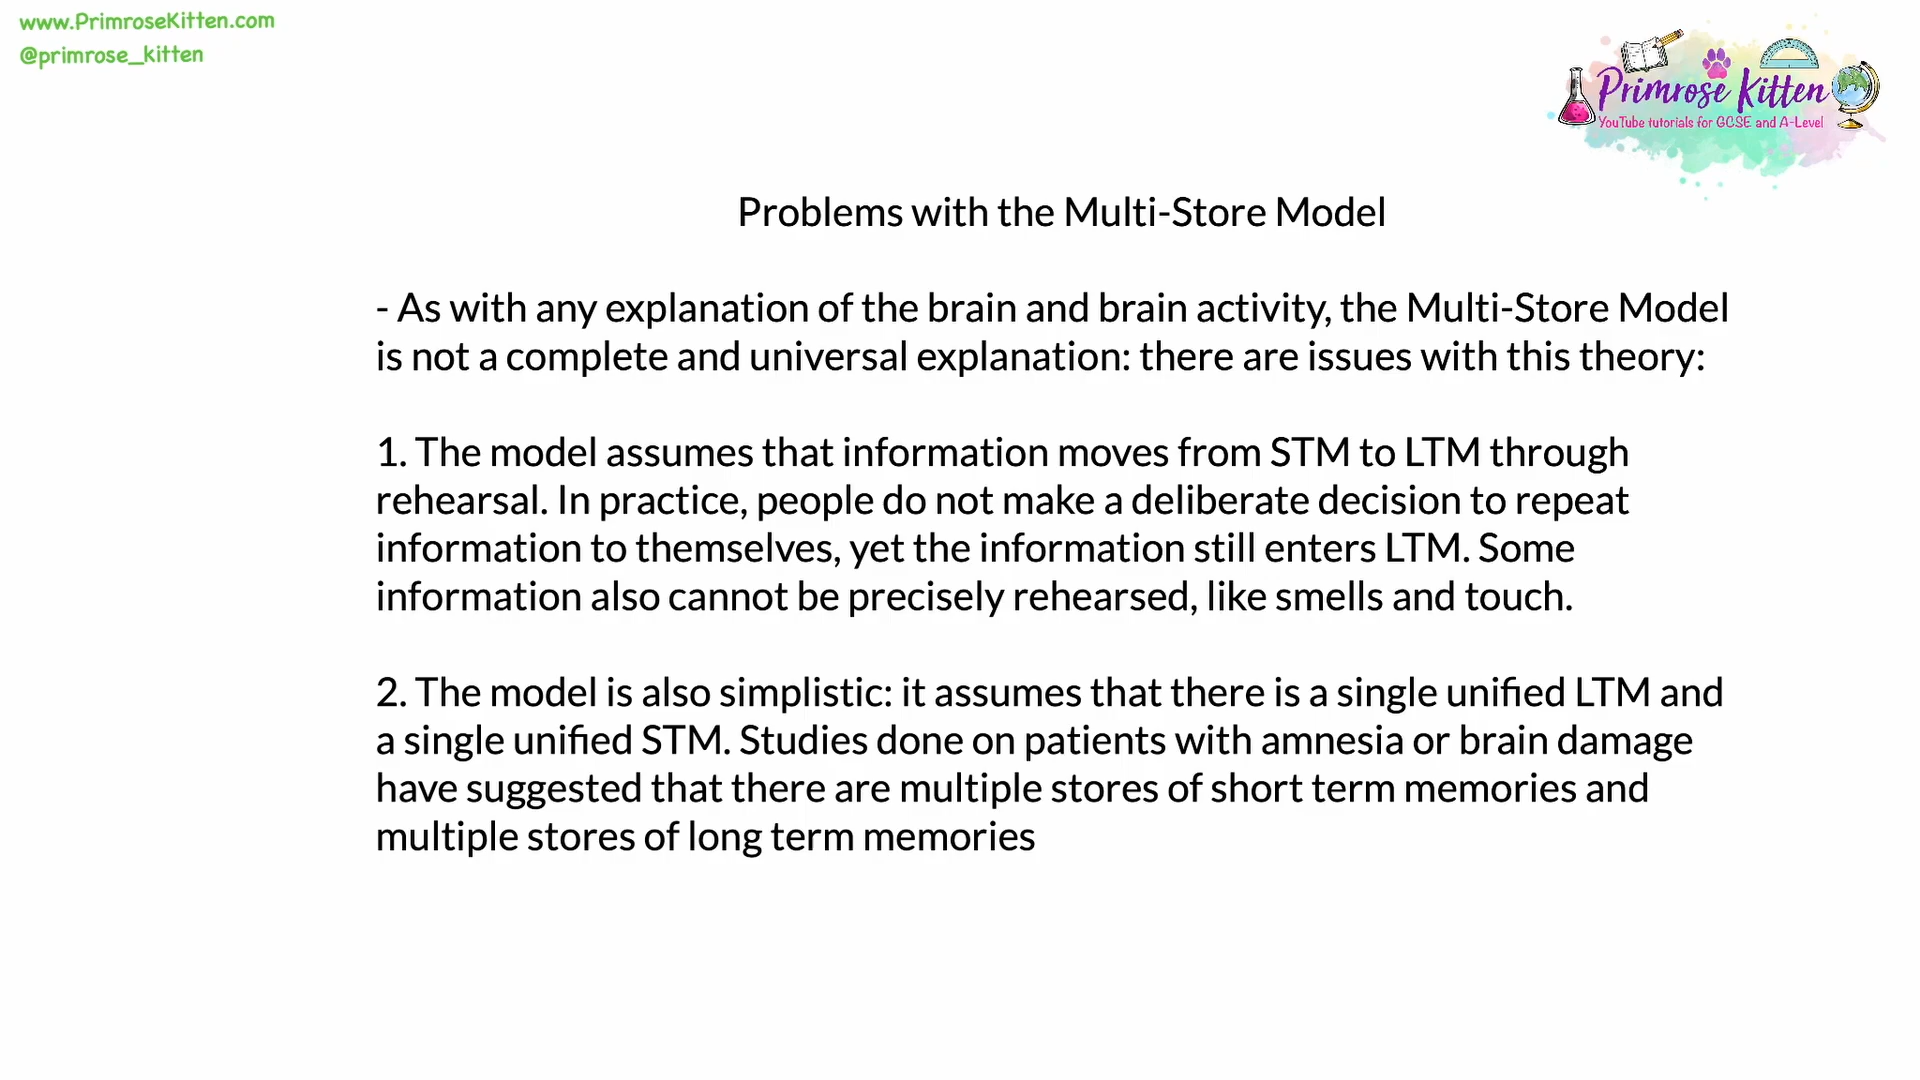 www.PrimroseKitten.com
@primrose_kitten
Primrose Kitten
YouTube tutorials for GCSE and A-Level
Problems with the Multi-Store Model
- As with any explanation of the brain and brain activity, the Multi-Store Model
is not a complete and universal explanation: there are issues with this theory:
1. The model assumes that information moves from STM to LTM through
rehearsal. In practice, people do not make a deliberate decision to repeat
information to themselves, yet the information still enters LTM. Some
information also cannot be precisely rehearsed, like smells and touch.
2. The model is also simplistic: it assumes that there is a single unified LTM and
a single unified STM. Studies done on patients with amnesia or brain damage
have suggested that there are multiple stores of short term memories and
multiple stores of long term memories